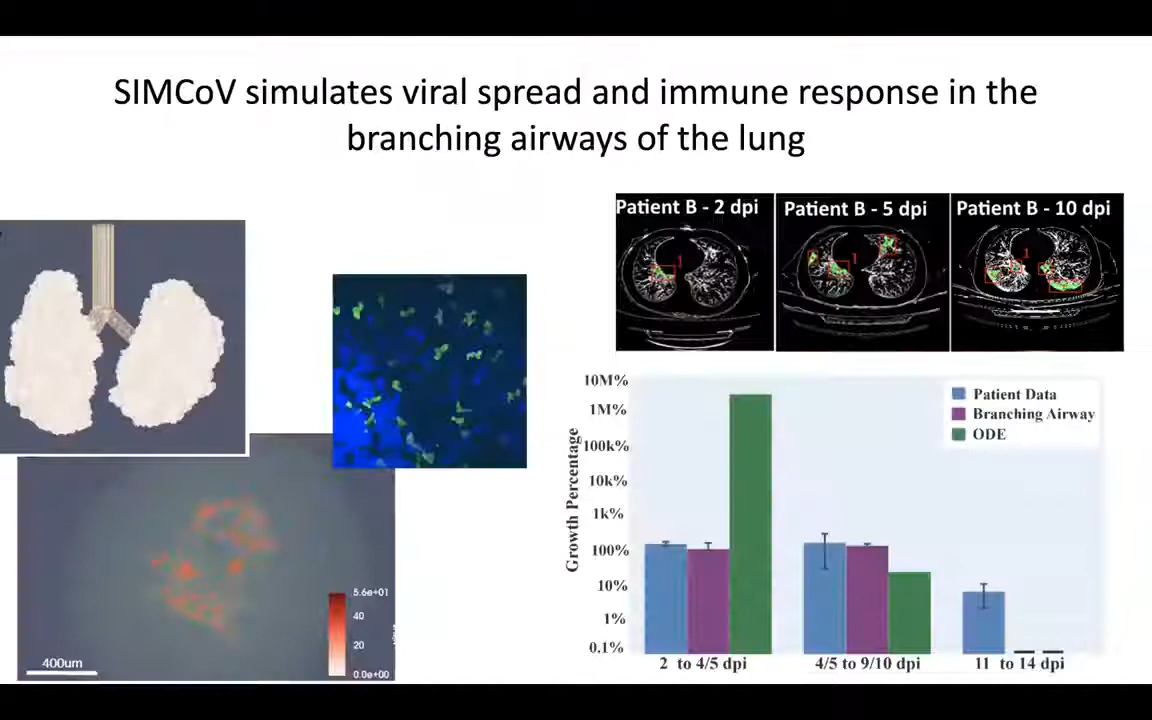 SIMCoV simulates viral spread and immune response in the
branching airways of the lung
Patient B - 2 dpi
Patient B - 5 dpi
Patient B - 10 dpi
1
1
1
10M%
1M%
100k%
10k%
1k%
100%
10%
1%
0.1%
Growth Percentage
Patient Data
Branching Airway
ODE
2 to 4/5 dpi
4/5 to 9/10 dpi
11 to 14 dpi
5.6e+01
40
20
0.0e+00
400um